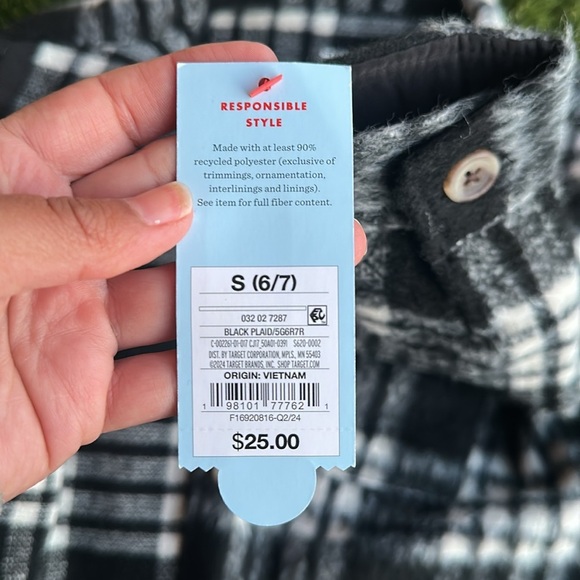 RESPONSIBLE
STYLE
Made with at least 90%
recycled polyester (exclusive of
trimmings, ornamentation,
interlinings and linings).
See item for full fiber content.
S (6/7)
032 02 7287
BLACK PLAID/5G6R7R
C-002261-01-017 CJ17_50A01-0391 S620-0002
DIST. BY TARGET CORPORATION, MPLS., MN 55403
©2024 TARGET BRANDS, INC. SHOP TARGET.COM
ORIGIN: VIETNAM
1 98101 77762 1
F16920816-Q2/24
$25.00